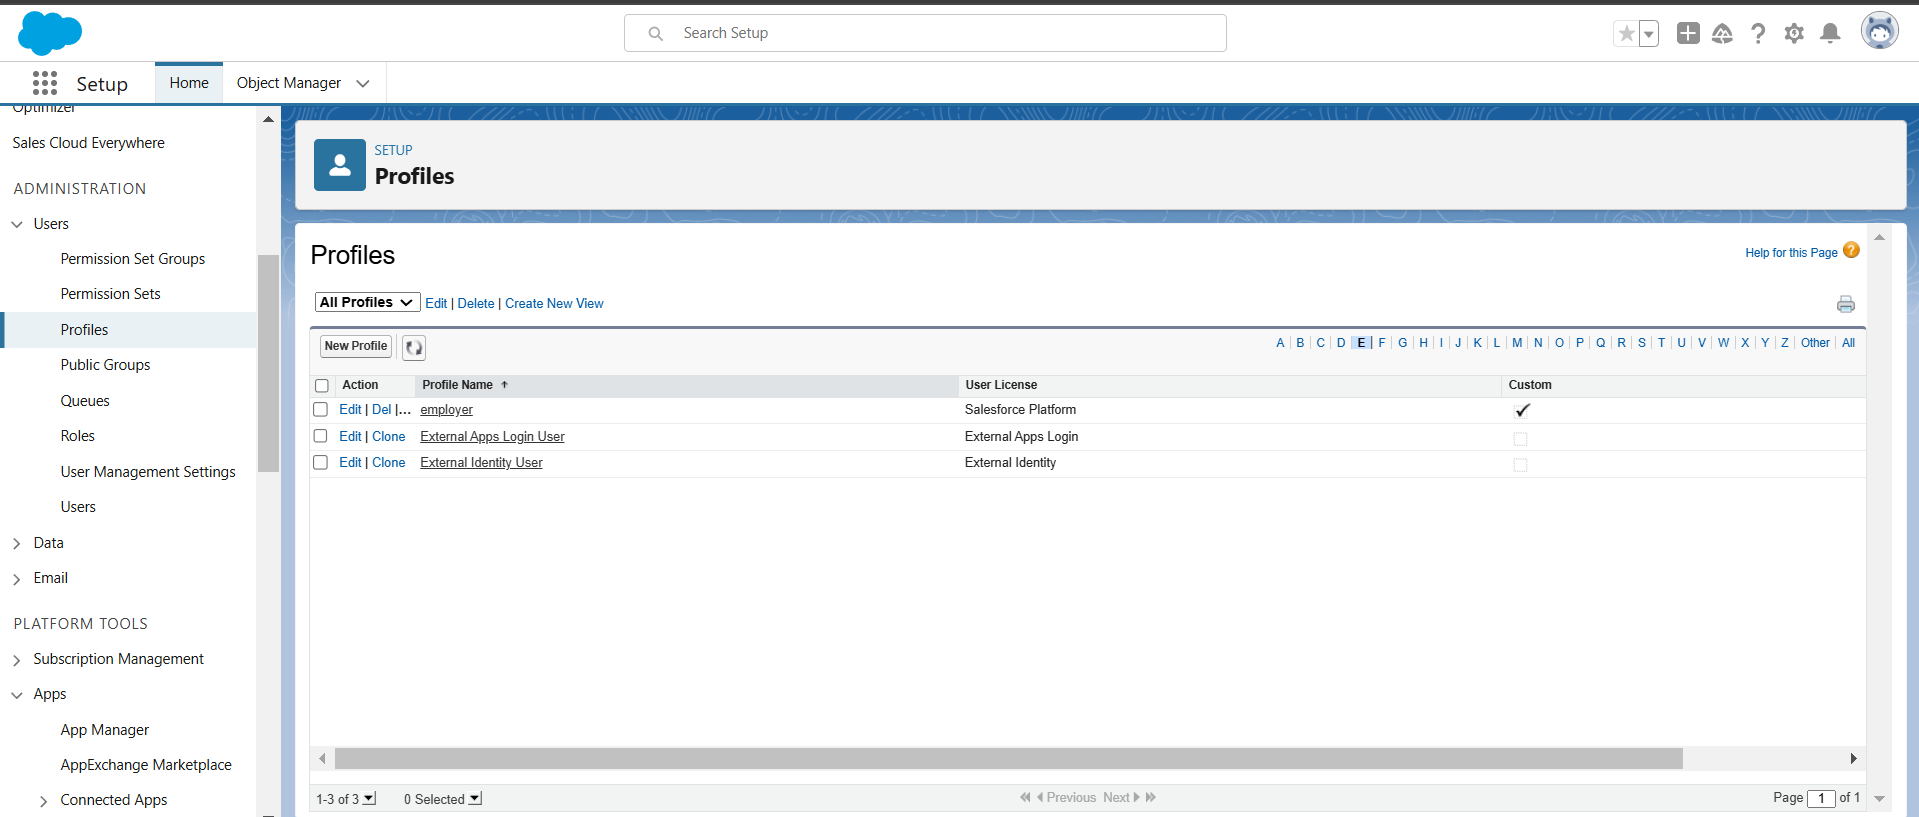 Search Setup
Setup
Home
Object Manager
Optimizer
Sales Cloud Everywhere
ADMINISTRATION
Users
Permission Set Groups
Permission Sets
Profiles
Public Groups
Queues
Roles
User Management Settings
Users
Data
Email
PLATFORM TOOLS
Subscription Management
Apps
App Manager
AppExchange Marketplace
Connected Apps
SETUP
Profiles
Profiles
Help for this Page ?
All Profiles Edit | Delete | Create New View
New Profile
A | B | C | D | E | F | G | H | I | J | K | L | M | N | O | P | Q | R | S | T | U | V | W | X | Y | Z | Other | All
Action Profile Name ↑ User License Custom
Edit | Del |... employer Salesforce Platform
Edit | Clone External Apps Login User External Apps Login
Edit | Clone External Identity User External Identity
1-3 of 3 0 Selected Previous Next Page 1 of 1